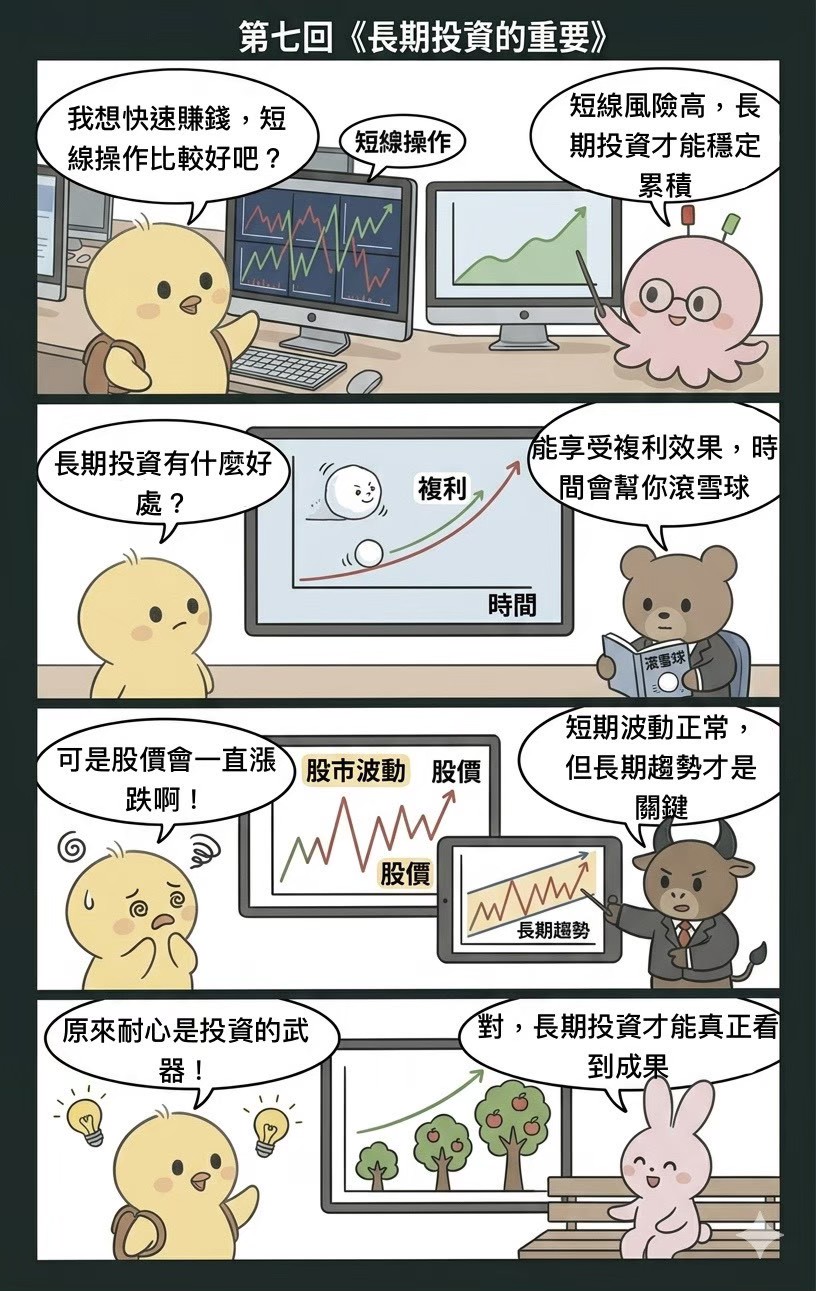 第七回《長期投資的重要》
我想快速賺錢，短
線操作比較好吧？
短線操作
短線風險高，長
期投資才能穩定
累積
長期投資有什麼好
處？
複利
時間
能享受複利效果，時
間會幫你滾雪球
滾雪球
可是股價會一直漲
跌啊！
股市波動
股價
股價
長期趨勢
短期波動正常，
但長期趨勢才是
關鍵
原來耐心是投資的武
器！
對，長期投資才能真正看
到成果